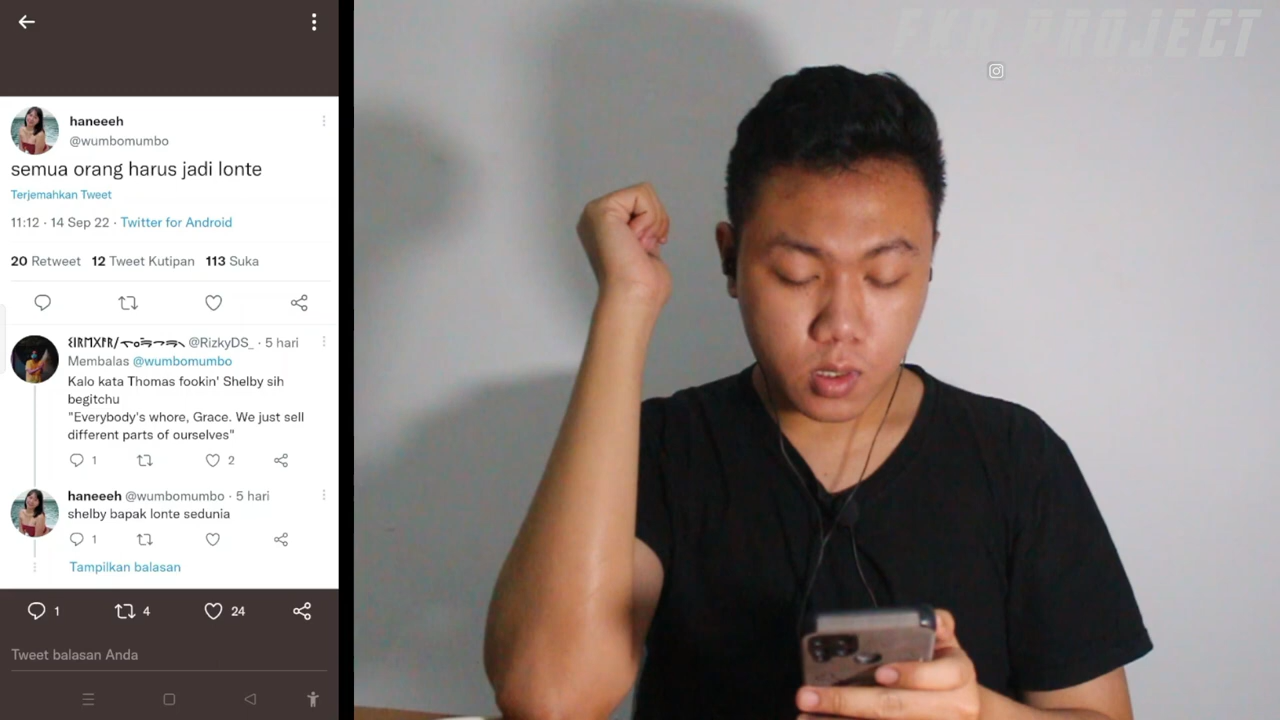 haneeeh
@wumbomumbo
semua orang harus jadi lonte
Terjemahkan Tweet
11:12 · 14 Sep 22 · Twitter for Android
20 Retweet 12 Tweet Kutipan 113 Suka
@RizkyDS_ · 5 hari
Membalas @wumbomumbo
Kalo kata Thomas fookin' Shelby sih
begitchu
"Everybody's whore, Grace. We just sell
different parts of ourselves"
1 2
haneeeh @wumbomumbo · 5 hari
shelby bapak lonte sedunia
1
Tampilkan balasan
1 4 24
Tweet balasan Anda
FKR PROJECT